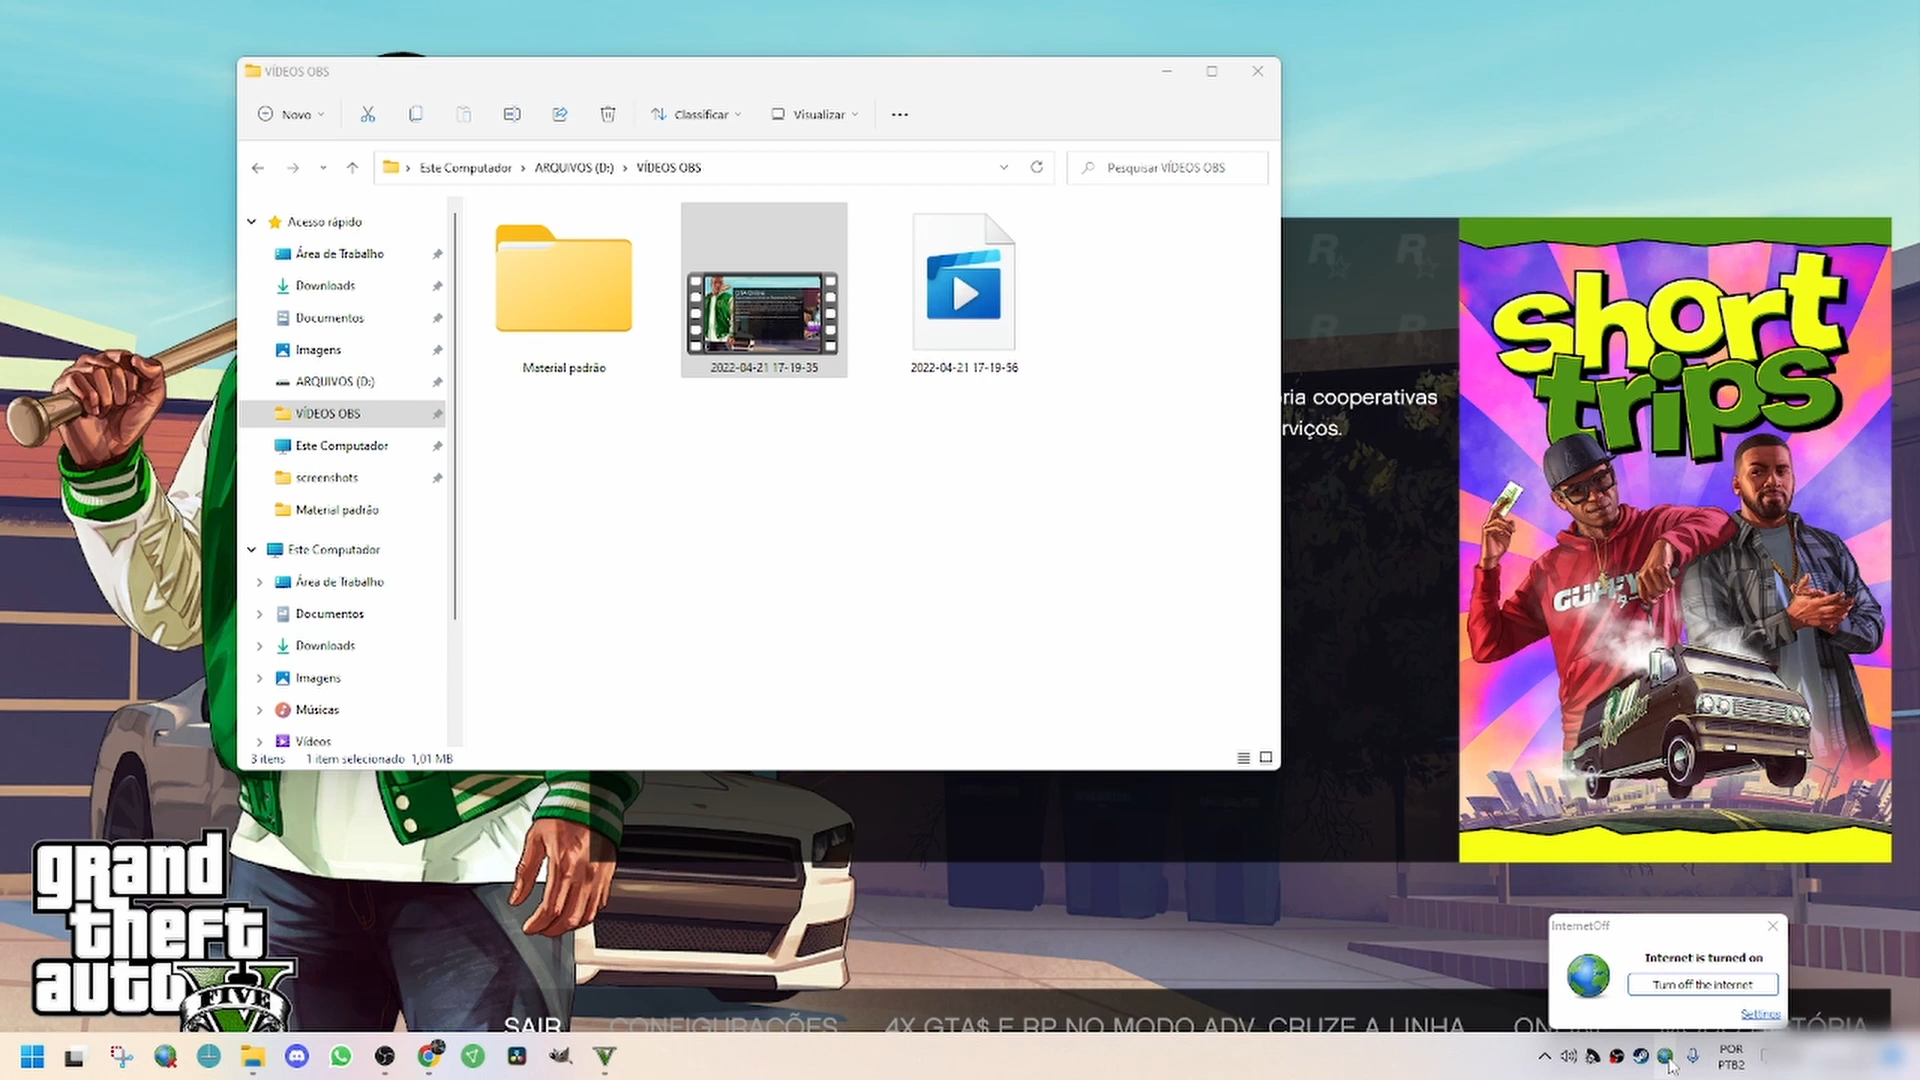 VÍDEOS OBS
Novo
Classificar
Visualizar
Este Computador
ARQUIVOS (D:)
VÍDEOS OBS
Pesquisar VÍDEOS OBS
Acesso rápido
Área de Trabalho
Downloads
Documentos
Imagens
ARQUIVOS (D:)
VÍDEOS OBS
Este Computador
screenshots
Material padrão
Este Computador
Área de Trabalho
Documentos
Downloads
Imagens
Músicas
Vídeos
Material padrão
2022-04-21 17-19-35
2022-04-21 17-19-56
3 itens
1 item selecionado 1,01 MB
ria cooperativas
rviços.
short
trips
GUFFY
grand
theft
auto
V
FIVE
InternetOff
Internet is turned on
Turn off the internet
Settings
SAIR
CONFIGURAÇÕES
4X GTA$ E RP NO MODO ADV. CRUZE A LINHA
POR
PTB2